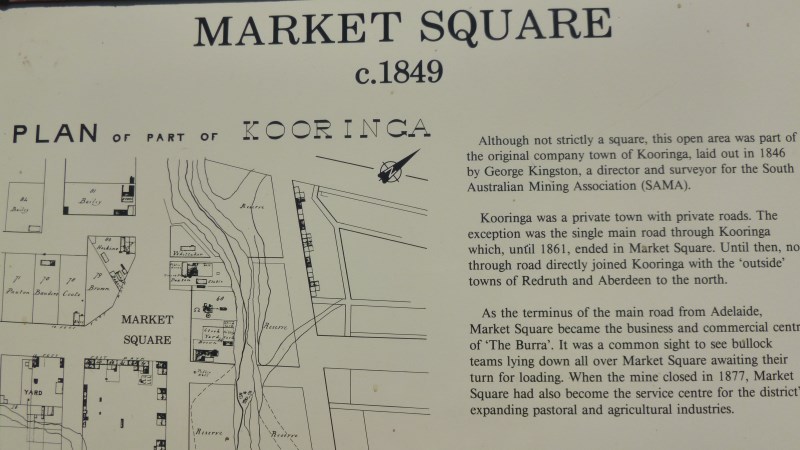 MARKET SQUARE
c.1849
PLAN OF PART OF KOORINGA
Although not strictly a square, this open area was part of
the original company town of Kooringa, laid out in 1846
by George Kingston, a director and surveyor for the South
Australian Mining Association (SAMA).
Kooringa was a private town with private roads. The
exception was the single main road through Kooringa
which, until 1861, ended in Market Square. Until then, no
through road directly joined Kooringa with the 'outside'
towns of Redruth and Aberdeen to the north.
As the terminus of the main road from Adelaide,
Market Square became the business and commercial centr
of 'The Burra'. It was a common sight to see bullock
teams lying down all over Market Square awaiting their
turn for loading. When the mine closed in 1877, Market
Square had also become the service centre for the district'
expanding pastoral and agricultural industries.
Bailey
Reserve
MARKET
SQUARE
Reserve
YARD
Reserve
Reserve